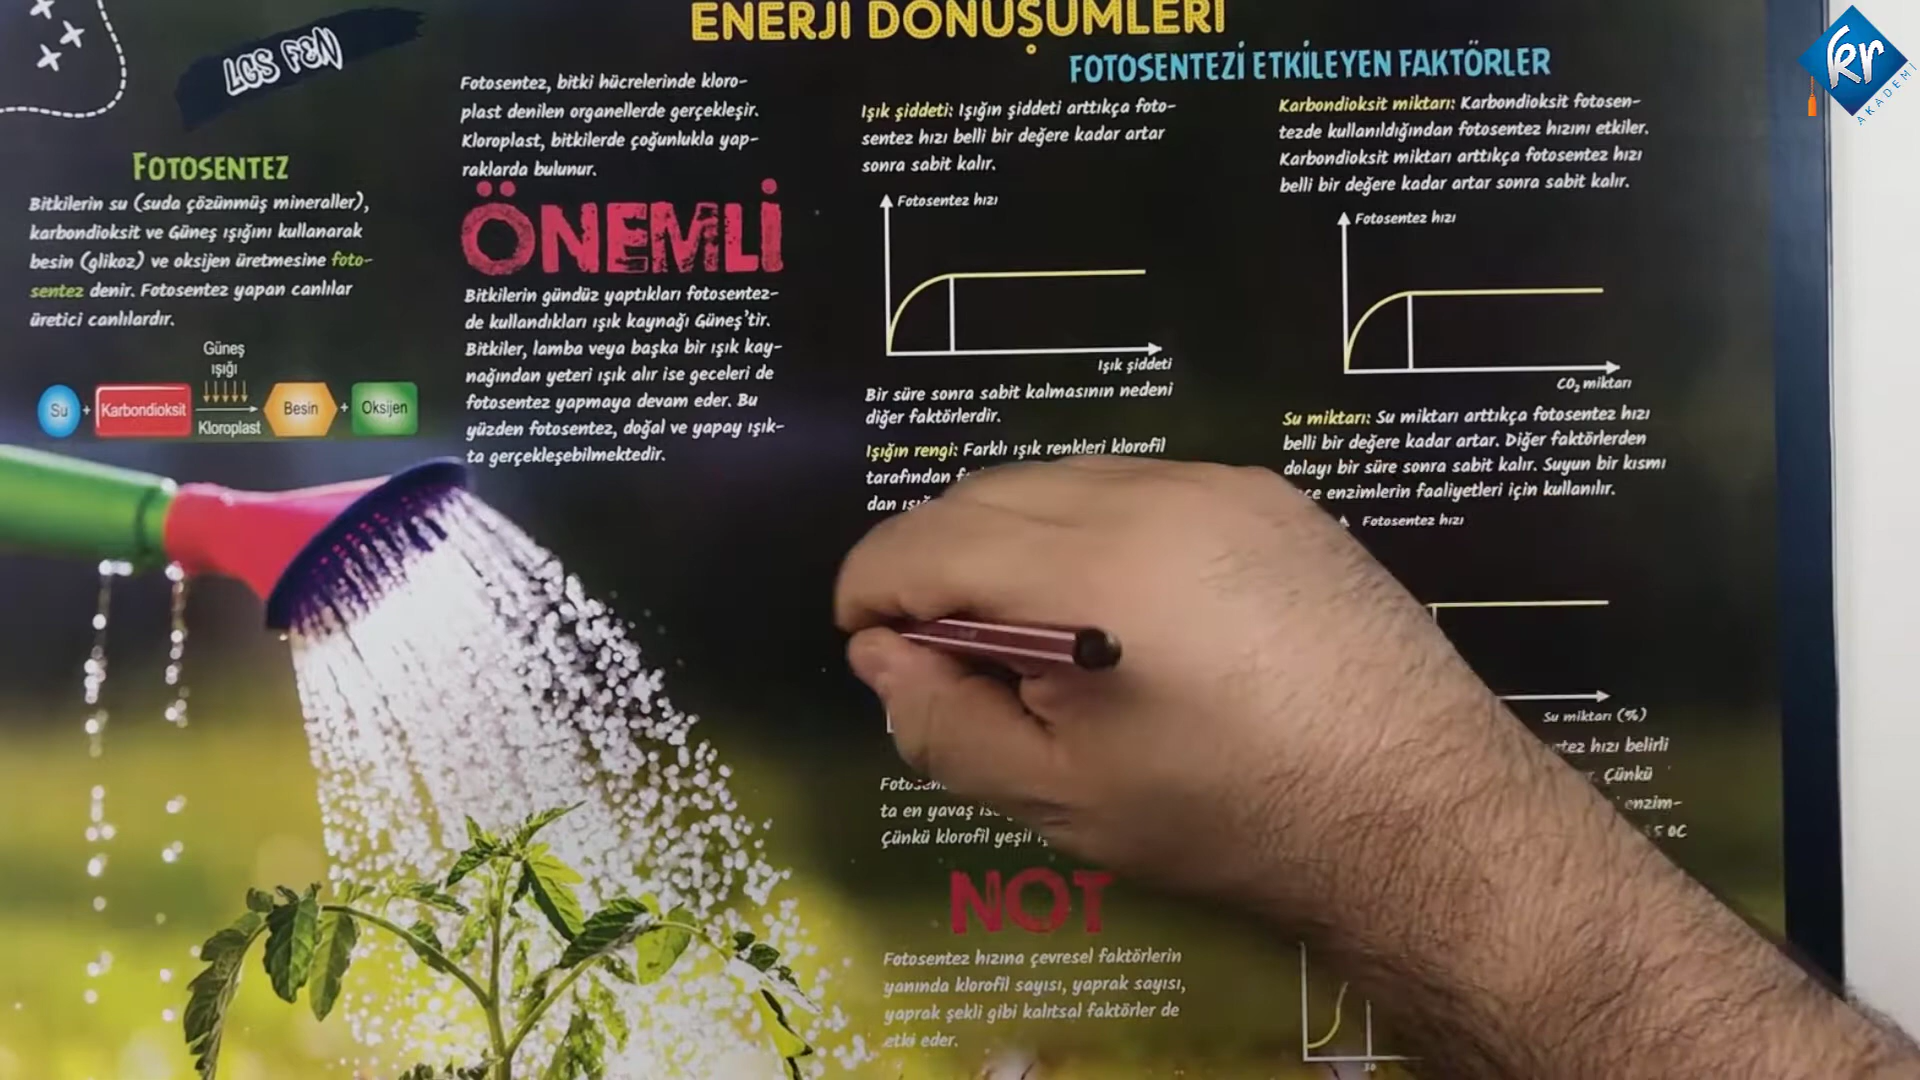 ENERJİ DÖNÜŞÜMLERİ
LGS FEN
FOTOSENTEZ
Bitkilerin su (suda çözünmüş mineraller),
karbondioksit ve Güneş ışığını kullanarak
besin (glikoz) ve oksijen üretmesine foto-
sentez denir. Fotosentez yapan canlılar
üretici canlılardır.
Güneş
ışığı
Su + Karbondioksit Besin + Oksijen
Kloroplast
Fotosentez, bitki hücrelerinde kloro-
plast denilen organellerde gerçekleşir.
Kloroplast, bitkilerde çoğunlukla yap-
raklarda bulunur.
ÖNEMLİ
Bitkilerin gündüz yaptıkları fotosentez-
de kullandıkları ışık kaynağı Güneş'tir.
Bitkiler, lamba veya başka bir ışık kay-
nağından yeteri ışık alır ise geceleri de
fotosentez yapmaya devam eder. Bu
yüzden fotosentez, doğal ve yapay ışık-
ta gerçekleşebilmektedir.
FOTOSENTEZİ ETKİLEYEN FAKTÖRLER
Işık şiddeti: Işığın şiddeti arttıkça foto-
sentez hızı belli bir değere kadar artar
sonra sabit kalır.
Fotosentez hızı
Işık şiddeti
Bir süre sonra sabit kalmasının nedeni
diğer faktörlerdir.
Işığın rengi: Farklı ışık renkleri klorofil
tarafından
dan
ta en yavaş
Çünkü klorofil yeşil
NOT
Fotosentez hızına çevresel faktörlerin
yanında klorofil sayısı, yaprak sayısı,
yaprak şekli gibi kalıtsal faktörler de
etki eder.
Karbondioksit miktarı: Karbondioksit fotosen-
tezde kullanıldığından fotosentez hızını etkiler.
Karbondioksit miktarı arttıkça fotosentez hızı
belli bir değere kadar artar sonra sabit kalır.
Fotosentez hızı
CO₂ miktarı
Su miktarı: Su miktarı arttıkça fotosentez hızı
belli bir değere kadar artar. Diğer faktörlerden
dolayı bir süre sonra sabit kalır. Suyun bir kısmı
enzimlerin faaliyetleri için kullanılır.
Fotosentez hızı
Su miktarı (%)
hızı belirli
Çünkü
enzim-
kr
AKADEMİ